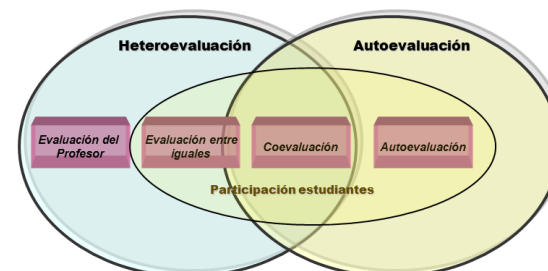 Heteroevaluación
Autoevaluación
Evaluación del
Profesor
Evaluación entre
iguales
Coevaluación
Autoevaluación
Participación estudiantes